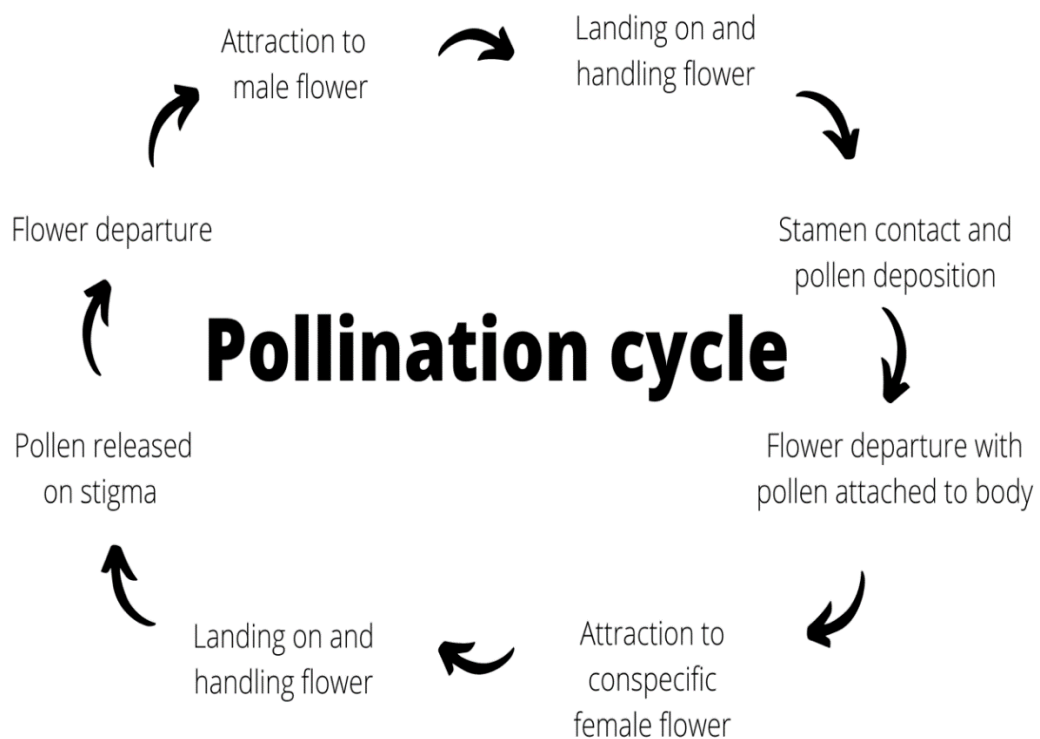 Attraction to
male flower
Landing on and
handling flower
Stamen contact and
pollen deposition
Flower departure with
pollen attached to body
Attraction to
conspecific
female flower
Landing on and
handling flower
Pollen released
on stigma
Flower departure
Pollination cycle